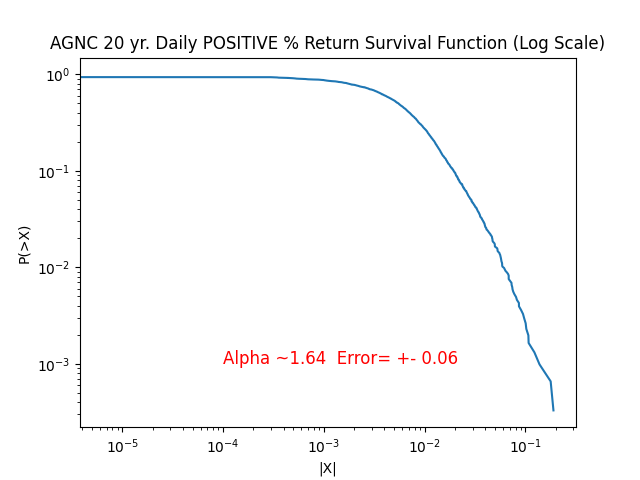 AGNC 20 yr. Daily POSITIVE % Return Survival Function (Log Scale)
10⁰
10⁻¹
10⁻²
10⁻³
P(>X)
Alpha ~1.64  Error= +- 0.06
10⁻⁵ 10⁻⁴ 10⁻³ 10⁻² 10⁻¹
|X|